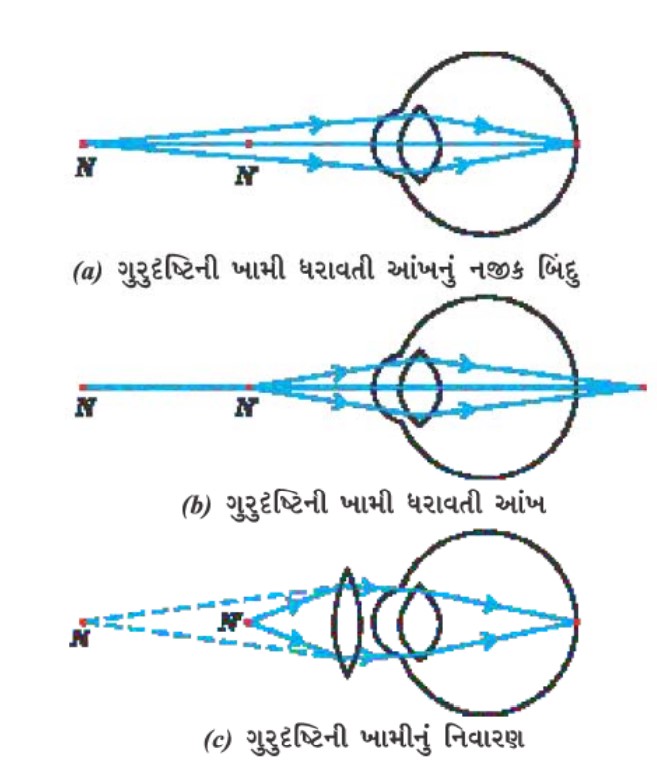 N N'
(a) ગુરુદૃષ્ટિની ખામી ધરાવતી આંખનું નજીક બિંદુ
N N'
(b) ગુરુદૃષ્ટિની ખામી ધરાવતી આંખ
N N'
(c) ગુરુદૃષ્ટિની ખામીનું નિવારણ